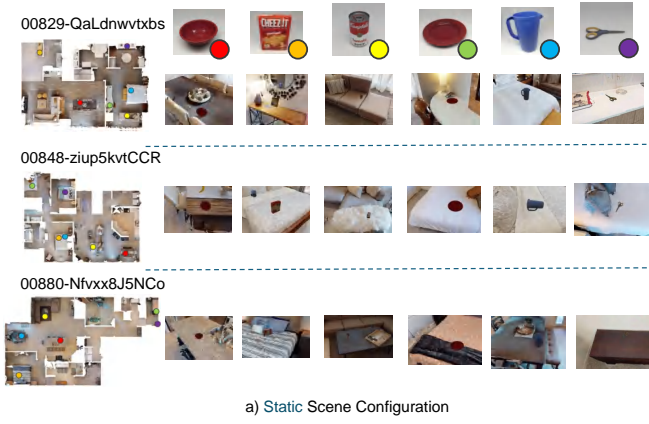 00829-QaLdnwvtxbs
CHEEZ IT
00848-ziup5kvtCCR
00880-Nfvxx8J5NCo
a) Static Scene Configuration